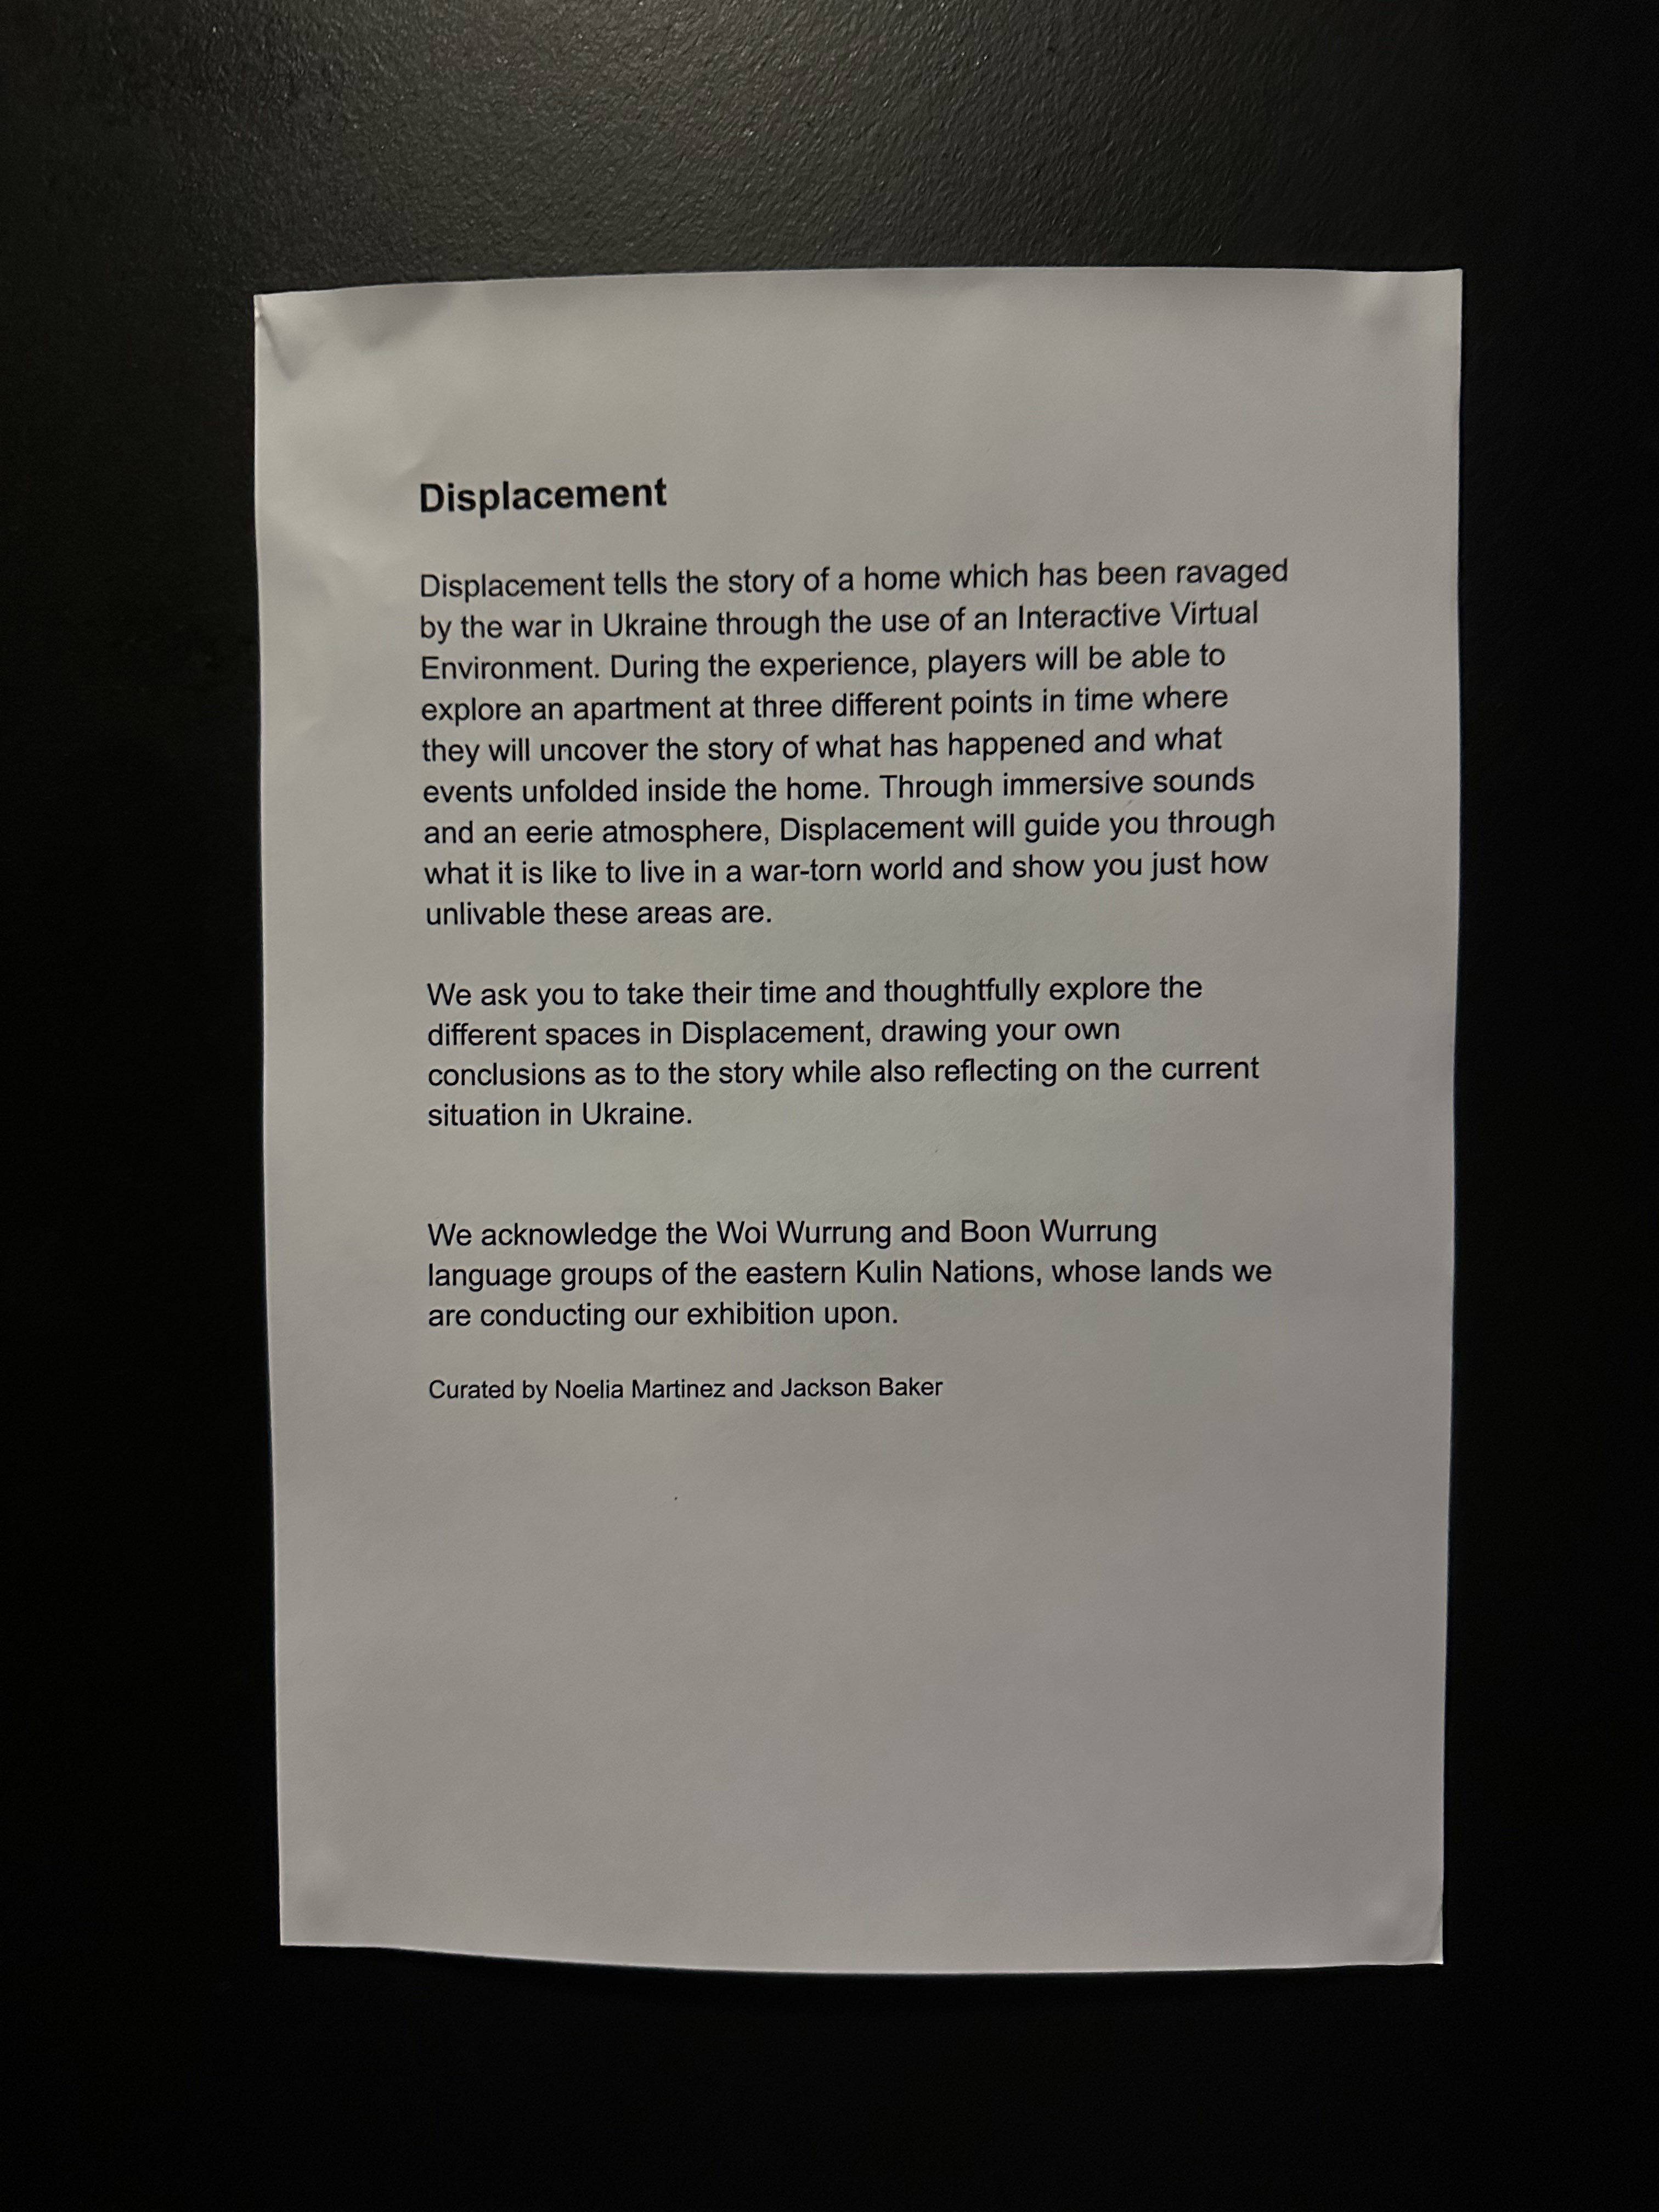 Displacement
Displacement tells the story of a home which has been ravaged
by the war in Ukraine through the use of an Interactive Virtual
Environment. During the experience, players will be able to
explore an apartment at three different points in time where
they will uncover the story of what has happened and what
events unfolded inside the home. Through immersive sounds
and an eerie atmosphere, Displacement will guide you through
what it is like to live in a war-torn world and show you just how
unlivable these areas are.
We ask you to take their time and thoughtfully explore the
different spaces in Displacement, drawing your own
conclusions as to the story while also reflecting on the current
situation in Ukraine.
We acknowledge the Woi Wurrung and Boon Wurrung
language groups of the eastern Kulin Nations, whose lands we
are conducting our exhibition upon.
Curated by Noelia Martinez and Jackson Baker